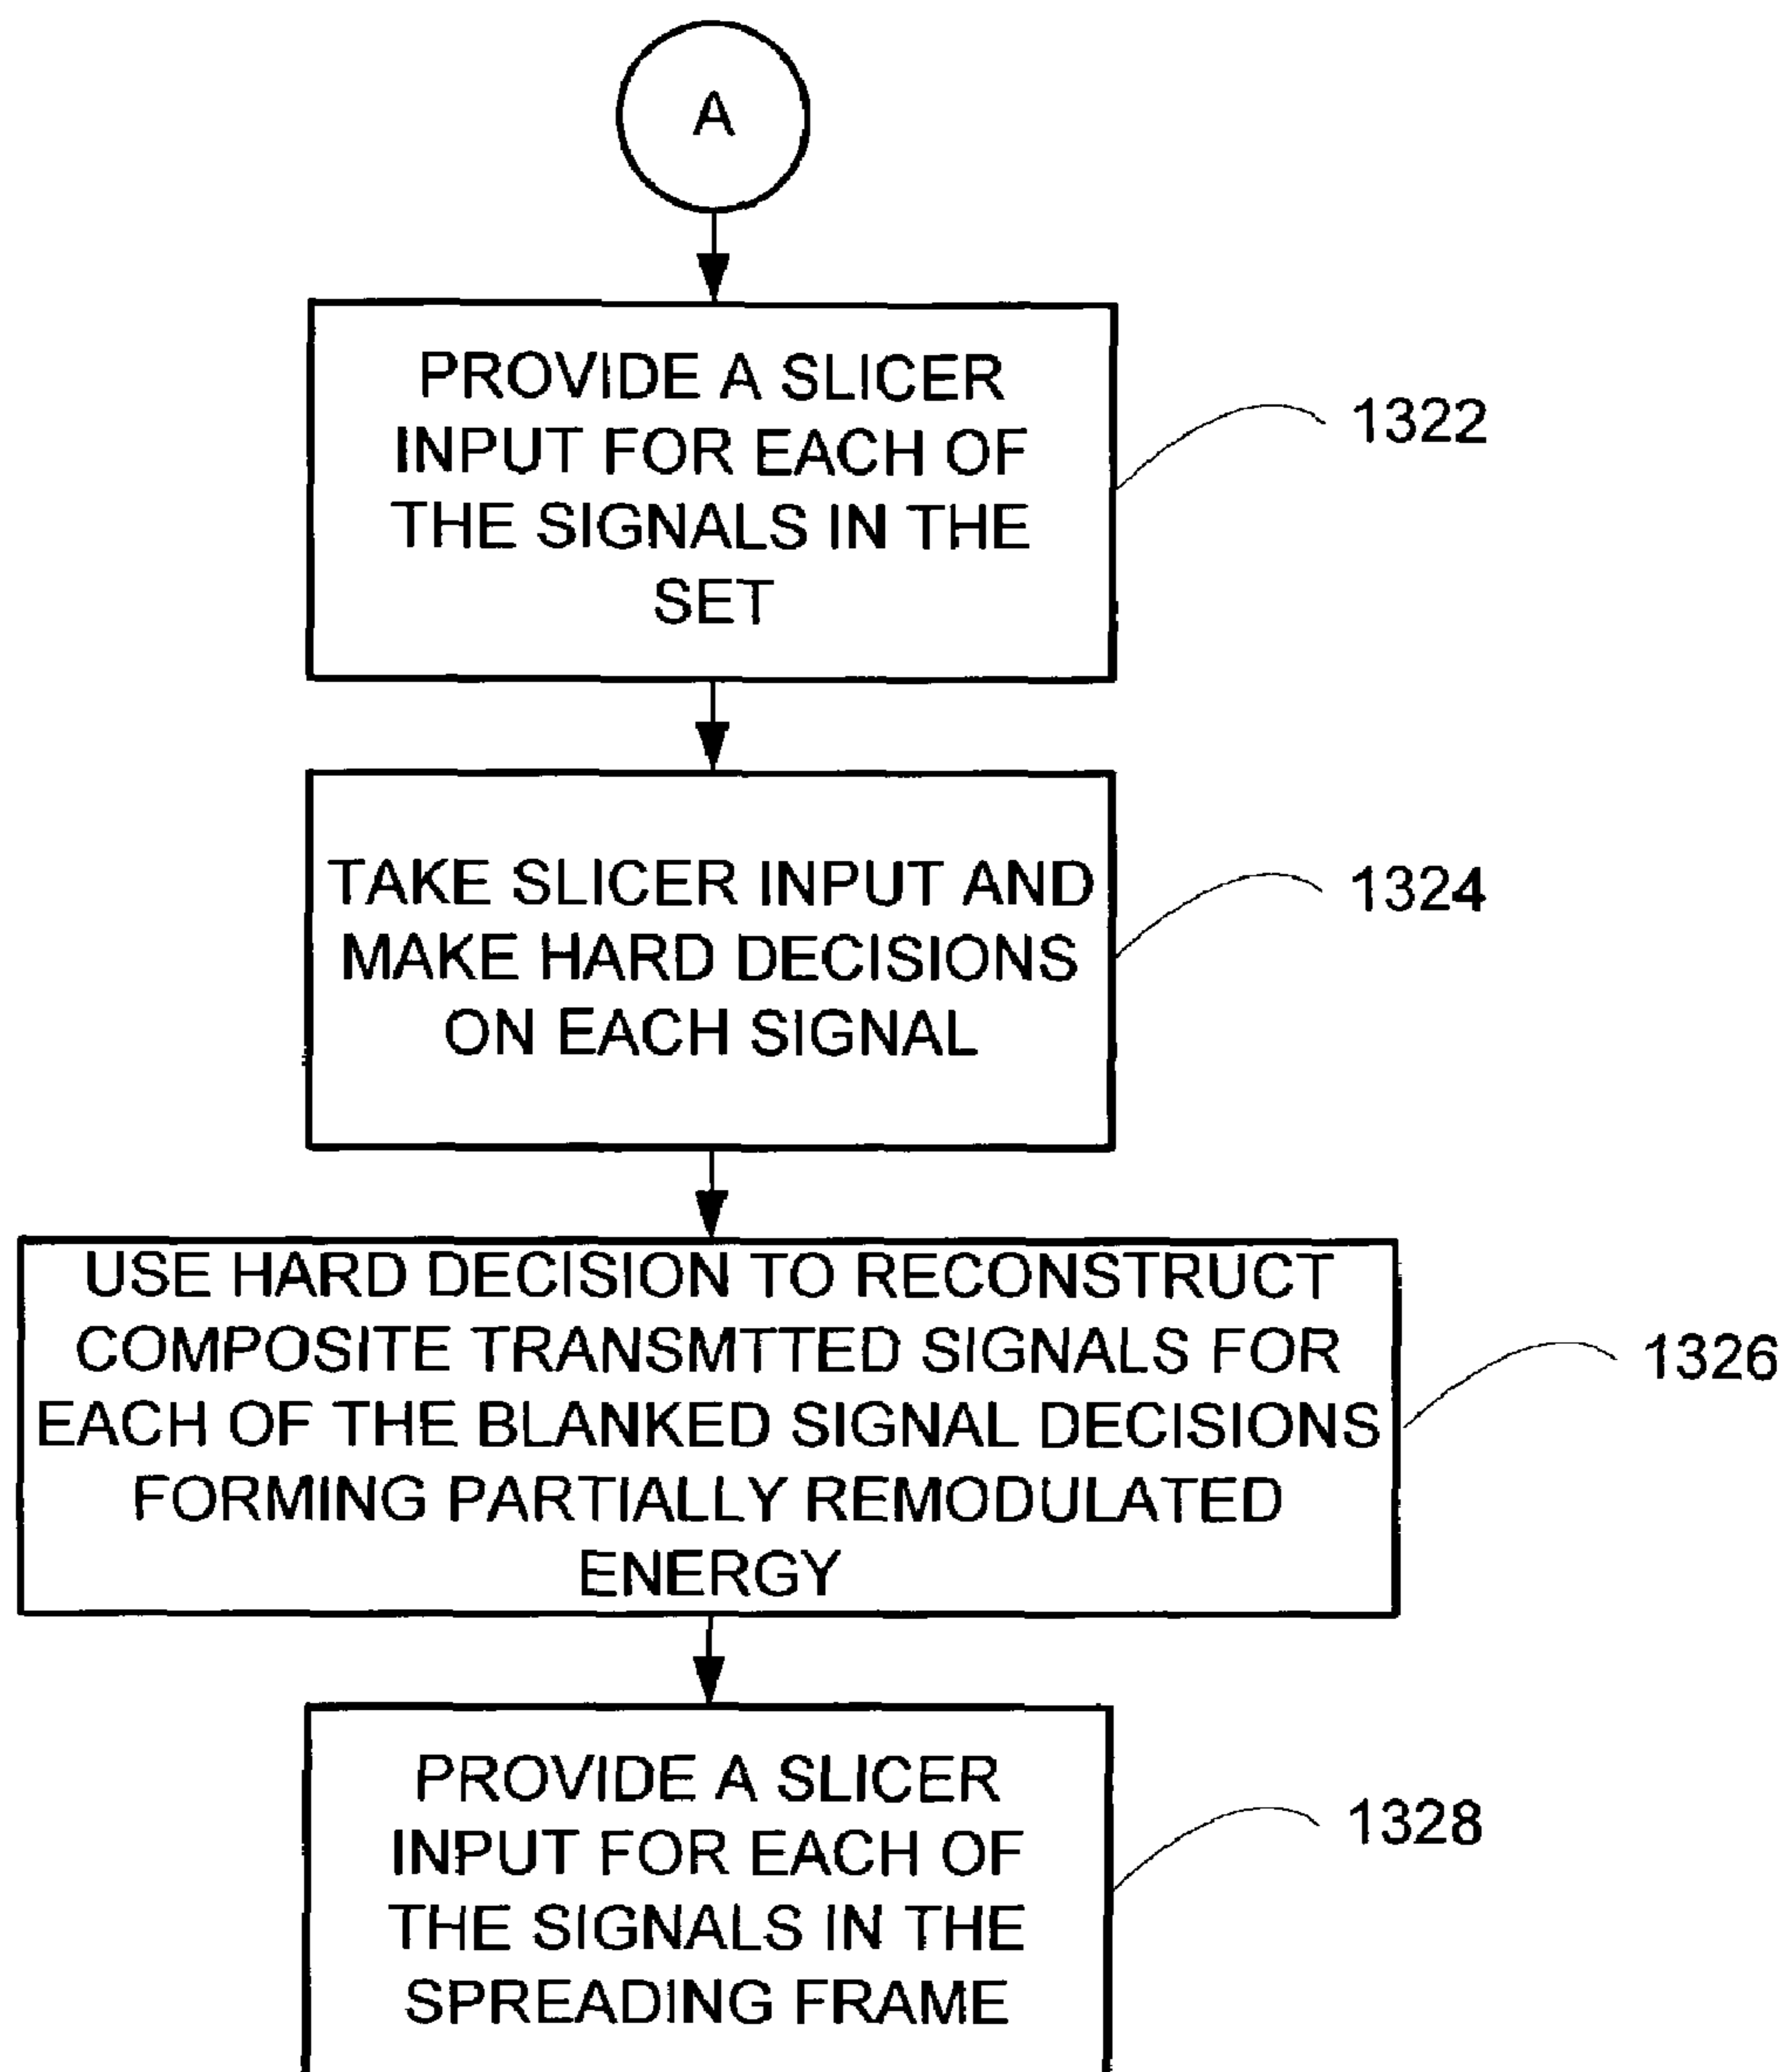 A
PROVIDE A SLICER
INPUT FOR EACH OF
THE SIGNALS IN THE
SET
1322
TAKE SLICER INPUT AND
MAKE HARD DECISIONS
ON EACH SIGNAL
1324
USE HARD DECISION TO RECONSTRUCT
COMPOSITE TRANSMTTED SIGNALS FOR
EACH OF THE BLANKED SIGNAL DECISIONS
FORMING PARTIALLY REMODULATED
ENERGY
1326
PROVIDE A SLICER
INPUT FOR EACH OF
THE SIGNALS IN THE
SPREADING FRAME
1328